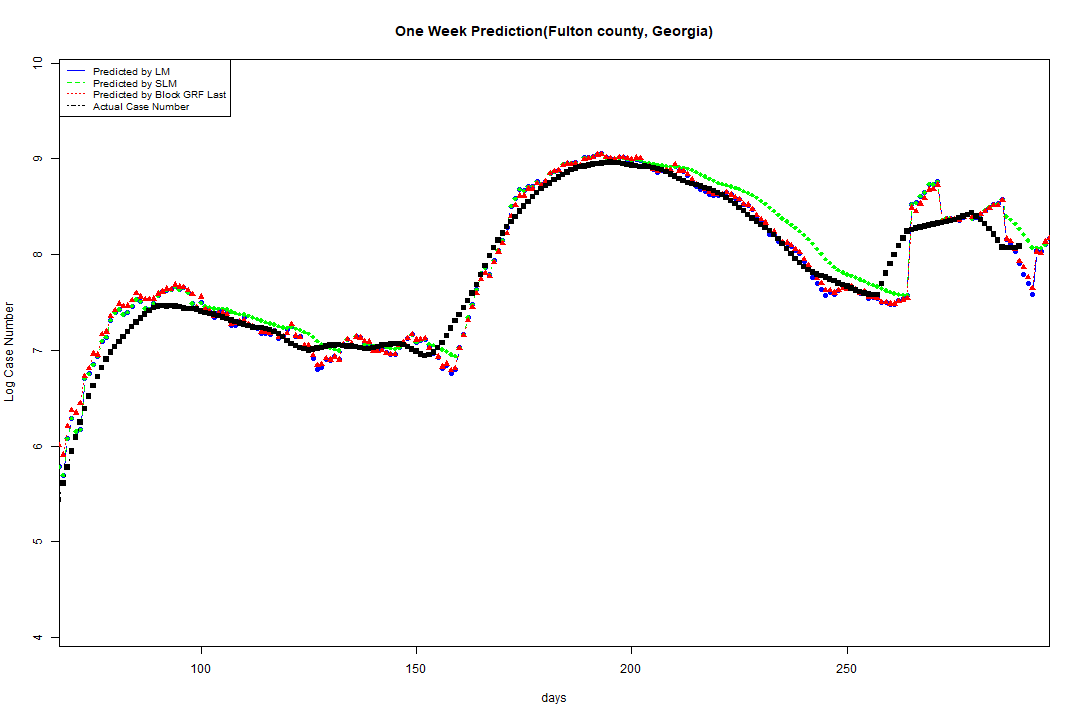 One Week Prediction(Fulton county, Georgia)
Predicted by LM
Predicted by SLM
Predicted by Block GRF Last
Actual Case Number
10
9
8
7
6
5
4
Log Case Number
100 150 200 250
days